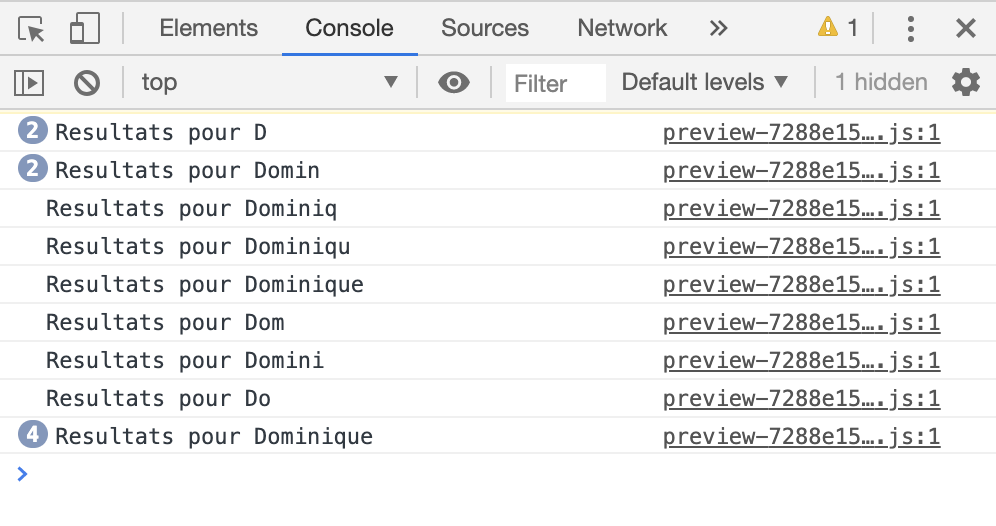 Elements Console Sources Network » 1
top Filter Default levels 1 hidden
2 Resultats pour D preview-7288e15….js:1
2 Resultats pour Domin preview-7288e15….js:1
Resultats pour Dominiq preview-7288e15….js:1
Resultats pour Dominiqu preview-7288e15….js:1
Resultats pour Dominique preview-7288e15….js:1
Resultats pour Dom preview-7288e15….js:1
Resultats pour Domini preview-7288e15….js:1
Resultats pour Do preview-7288e15….js:1
4 Resultats pour Dominique preview-7288e15….js:1